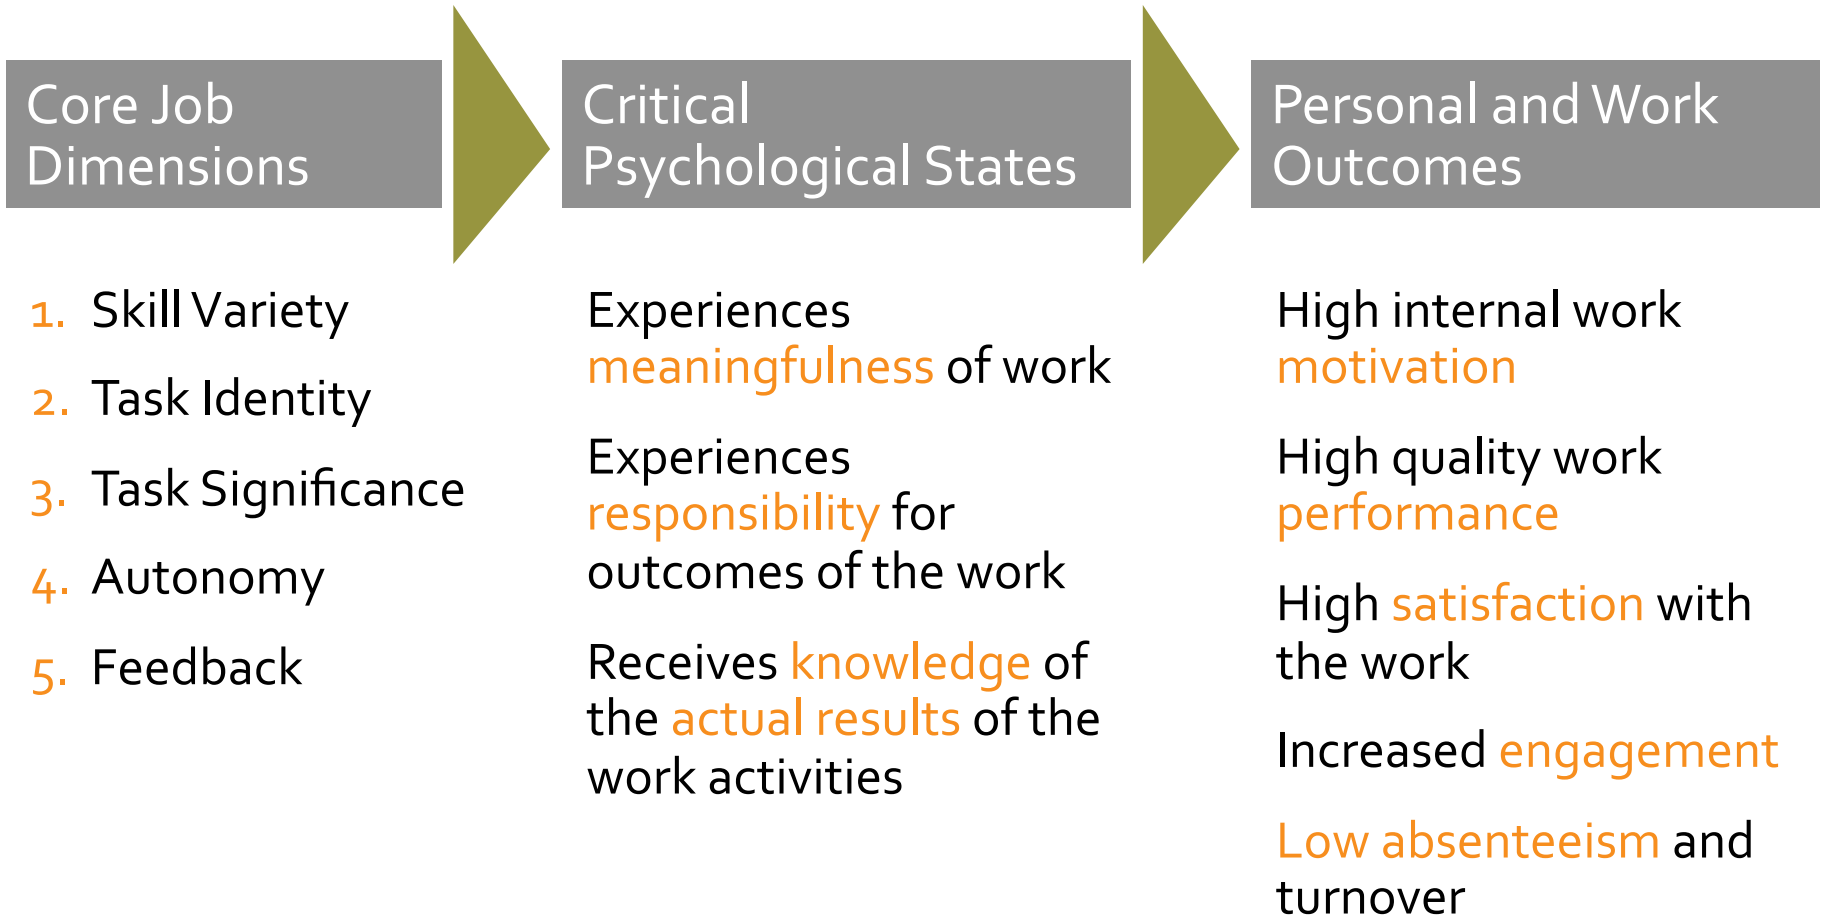 Core Job
Dimensions
Critical
Psychological States
Personal and Work
Outcomes
1. Skill Variety
2. Task Identity
3. Task Significance
4. Autonomy
5. Feedback
Experiences
meaningfulness of work
Experiences
responsibility for
outcomes of the work
Receives knowledge of
the actual results of the
work activities
High internal work
motivation
High quality work
performance
High satisfaction with
the work
Increased engagement
Low absenteeism and
turnover